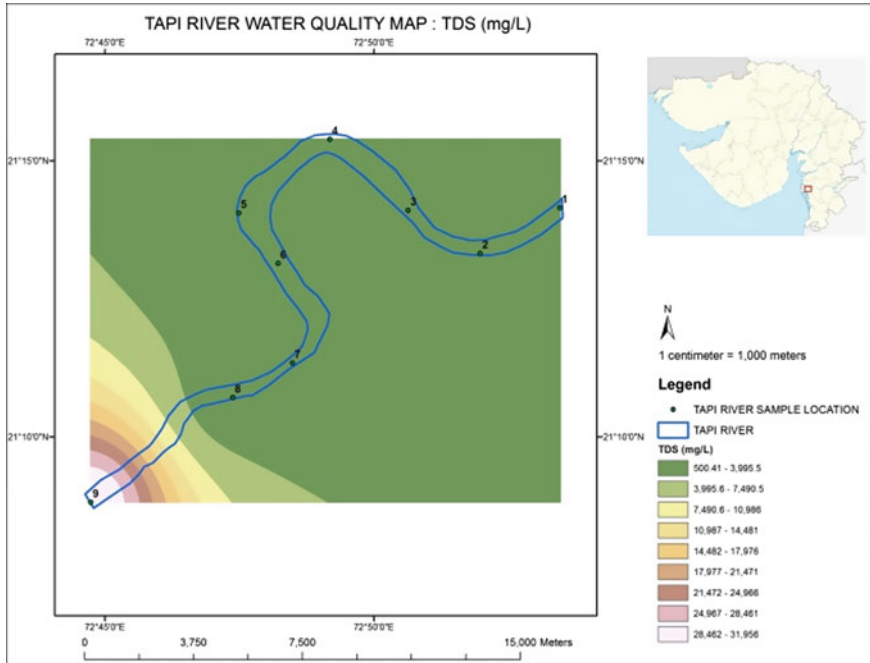 TAPI RIVER WATER QUALITY MAP : TDS (mg/L)
72°45'0"E 72°50'0"E
21°15'0"N 21°15'0"N
21°10'0"N 21°10'0"N
4
1
3
5
2
6
7
8
9
72°45'0"E 72°50'0"E
0 3,750 7,500 15,000 Meters
N
1 centimeter = 1,000 meters
Legend
TAPI RIVER SAMPLE LOCATION
TAPI RIVER
TDS (mg/L)
500.41 - 3,995.5
3,995.6 - 7,490.5
7,490.6 - 10,986
10,987 - 14,481
14,482 - 17,976
17,977 - 21,471
21,472 - 24,966
24,967 - 28,461
28,462 - 31,956